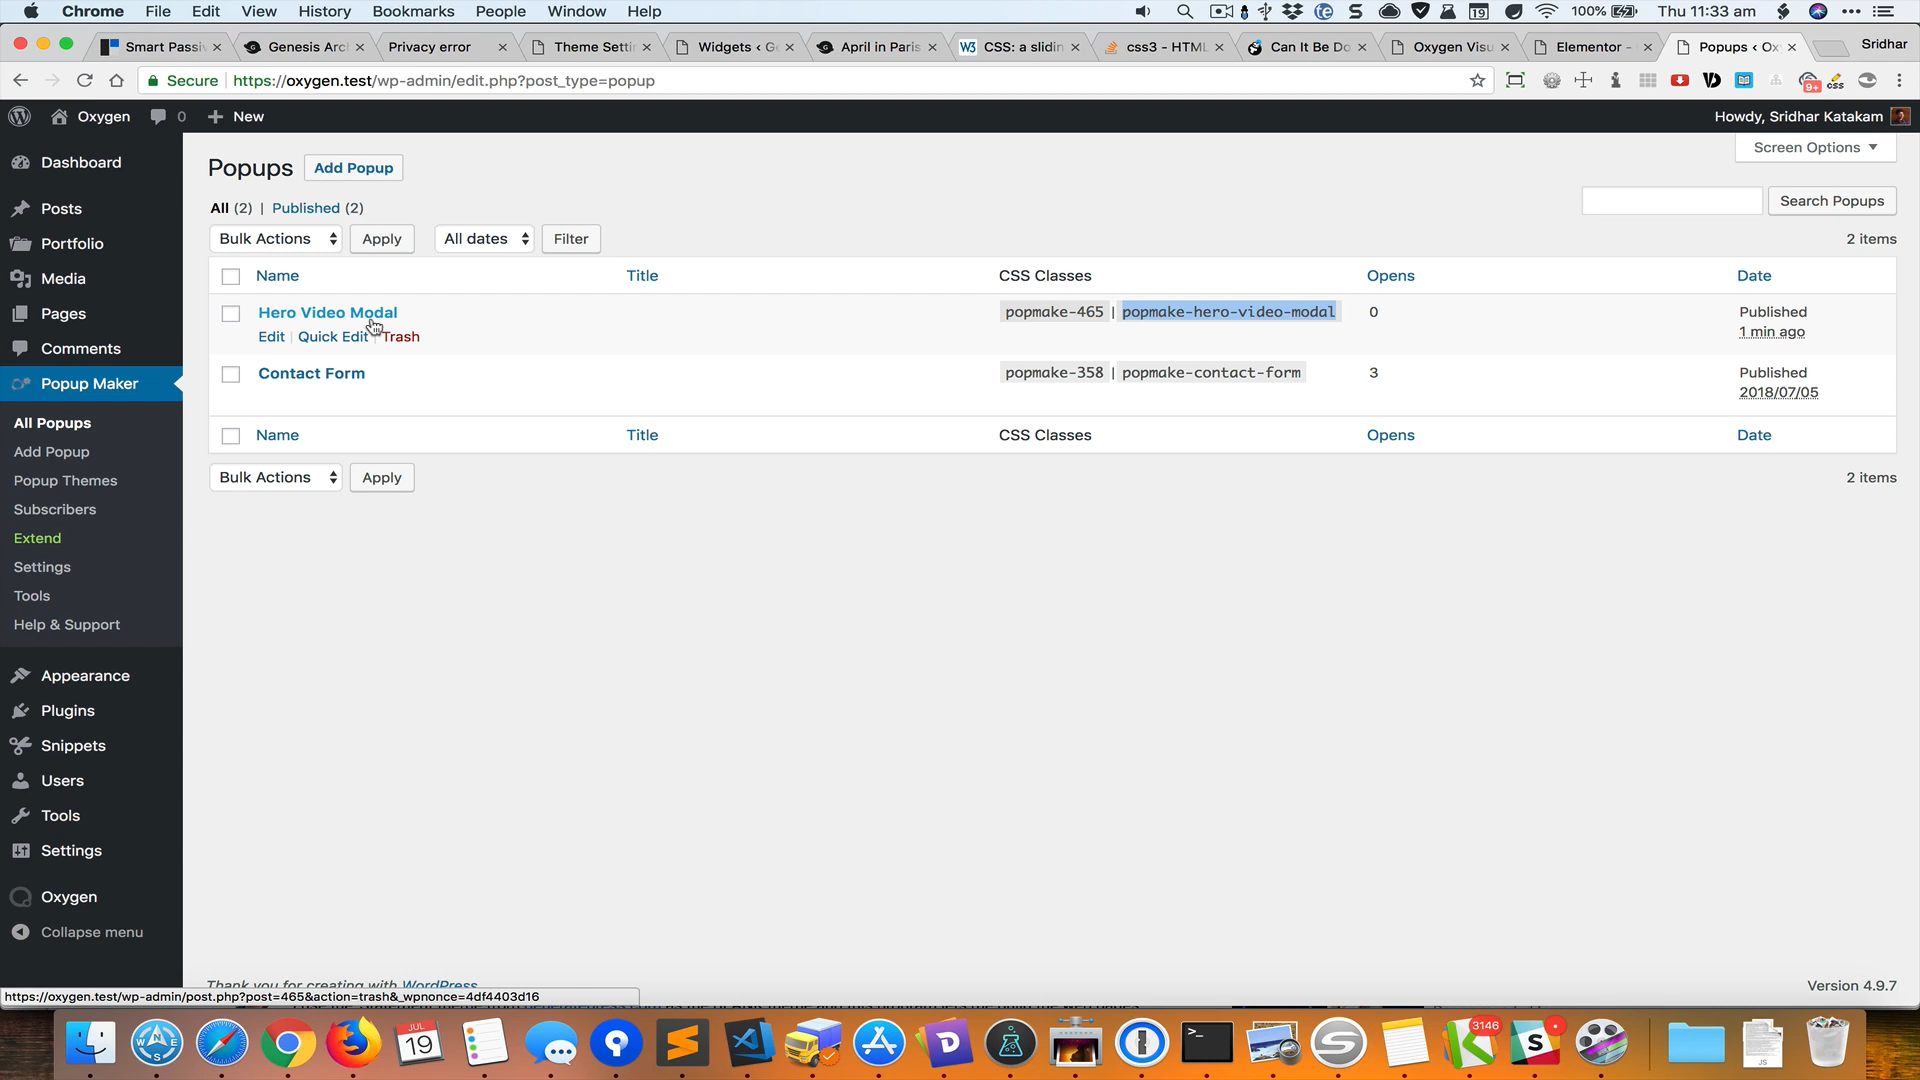 Chrome File Edit View History Bookmarks People Window Help 100% Thu 11:33 am
Smart Passiv Genesis Arc Privacy error Theme Settin Widgets ‹ Ge April in Paris CSS: a slidin css3 - HTML Can It Be Do Oxygen Visu Elementor - Popups ‹ Ox Sridhar
Secure https://oxygen.test/wp-admin/edit.php?post_type=popup
Oxygen 0 New Howdy, Sridhar Katakam
Screen Options
Dashboard
Posts
Portfolio
Media
Pages
Comments
Popup Maker
All Popups
Add Popup
Popup Themes
Subscribers
Extend
Settings
Tools
Help & Support
Appearance
Plugins
Snippets
Users
Tools
Settings
Oxygen
Collapse menu
Popups Add Popup
All (2) | Published (2)
Search Popups
Bulk Actions Apply All dates Filter 2 items
Name Title CSS Classes Opens Date
Hero Video Modal popmake-465 | popmake-hero-video-modal 0 Published
1 min ago
Edit | Quick Edit | Trash
Contact Form popmake-358 | popmake-contact-form 3 Published
2018/07/05
Name Title CSS Classes Opens Date
Bulk Actions Apply 2 items
Thank you for creating with WordPress
Version 4.9.7
https://oxygen.test/wp-admin/post.php?post=465&action=trash&_wpnonce=4df4403d16
JUL
19
3146